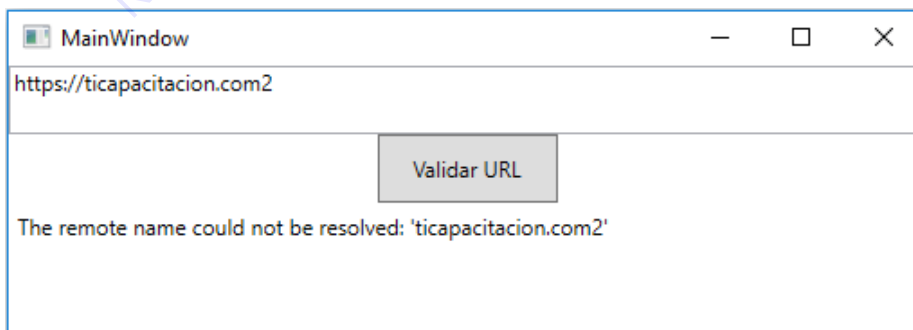 MainWindow
https://ticapacitacion.com2
Validar URL
The remote name could not be resolved: 'ticapacitacion.com2'